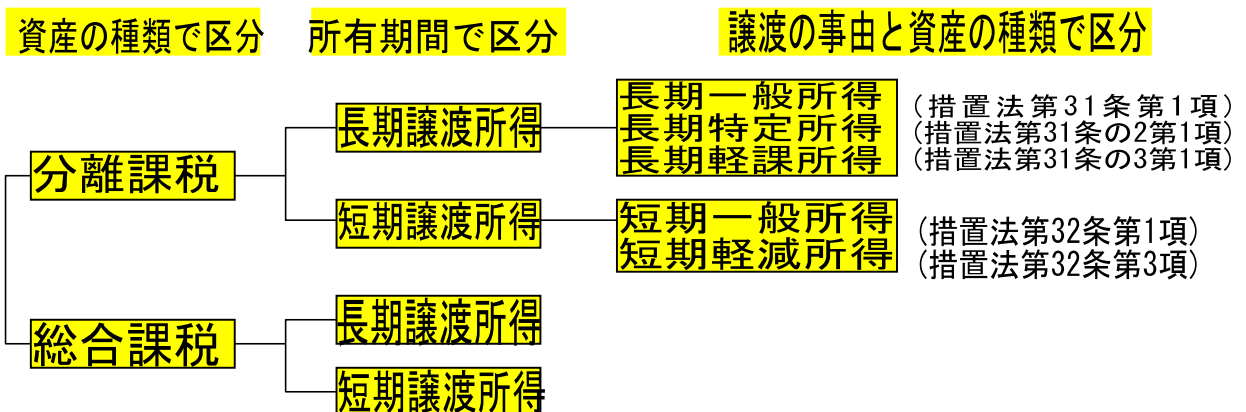 資産の種類で区分
所有期間で区分
譲渡の事由と資産の種類で区分
分離課税
長期譲渡所得
長期一般所得
(措置法第31条第1項)
長期特定所得
(措置法第31条の2第1項)
長期軽課所得
(措置法第31条の3第1項)
短期譲渡所得
短期一般所得
(措置法第32条第1項)
短期軽減所得
(措置法第32条第3項)
総合課税
長期譲渡所得
短期譲渡所得